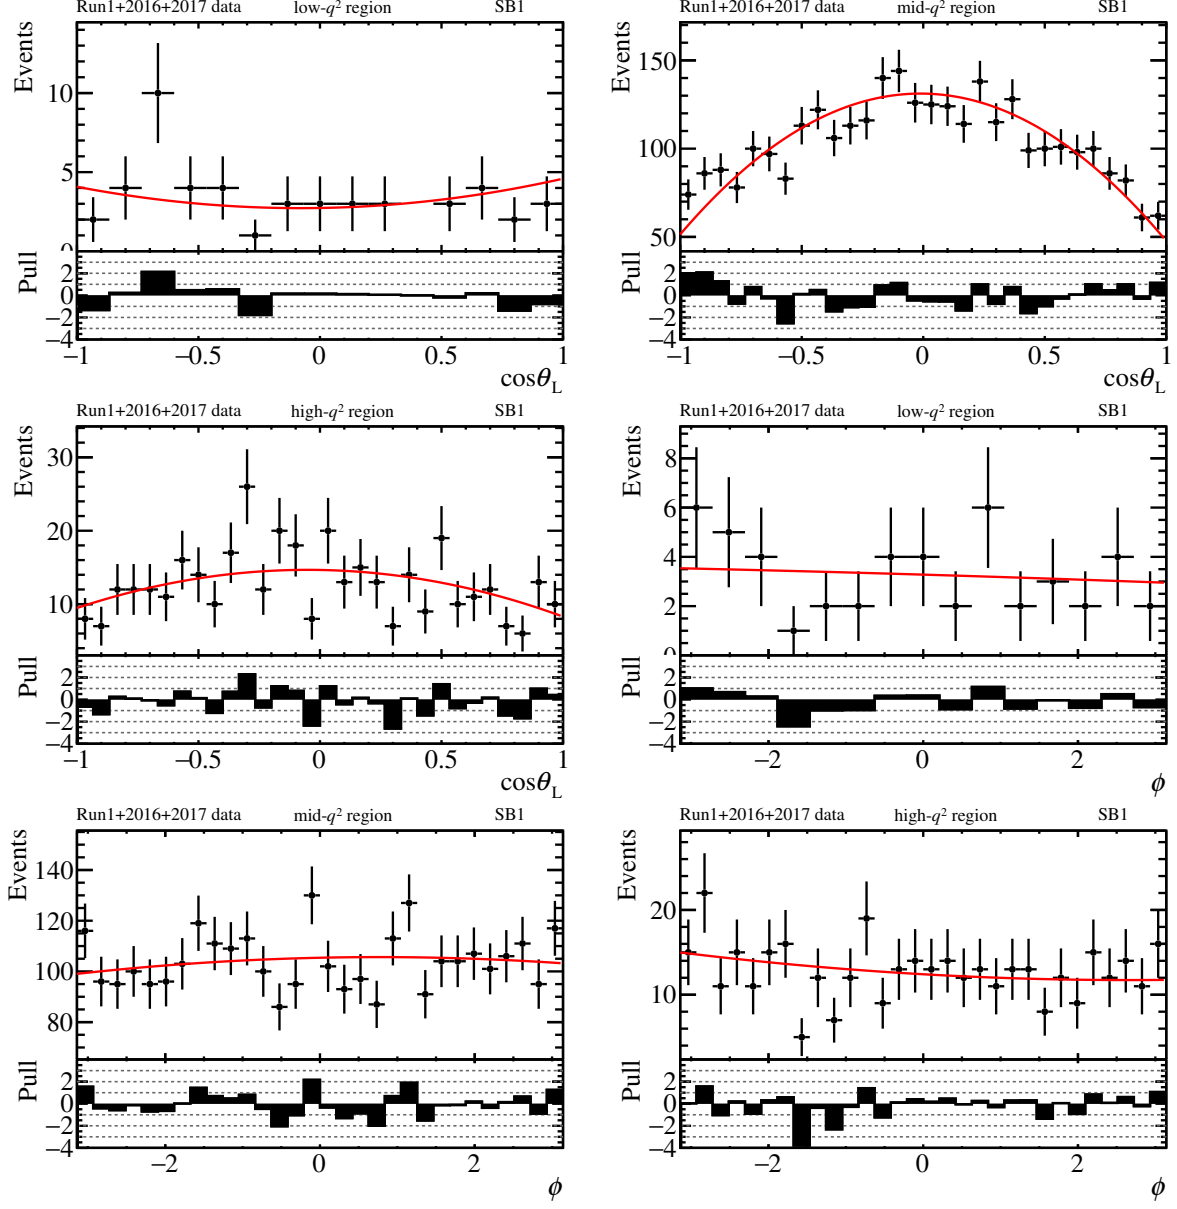 Run1+2016+2017 data low-q² region SB1
Events
10
5
0
Pull
2
0
−2
−4
−1 −0.5 0 0.5 1
cosθL
Run1+2016+2017 data mid-q² region SB1
Events
150
100
50
Pull
2
0
−2
−4
−1 −0.5 0 0.5 1
cosθL
Run1+2016+2017 data high-q² region SB1
Events
30
20
10
Pull
2
0
−2
−4
−1 −0.5 0 0.5 1
cosθL
Run1+2016+2017 data low-q² region SB1
Events
8
6
4
2
0
Pull
2
0
−2
−4
−2 0 2
ϕ
Run1+2016+2017 data mid-q² region SB1
Events
140
120
100
80
Pull
2
0
−2
−4
−2 0 2
ϕ
Run1+2016+2017 data high-q² region SB1
Events
20
10
Pull
2
0
−2
−4
−2 0 2
ϕ